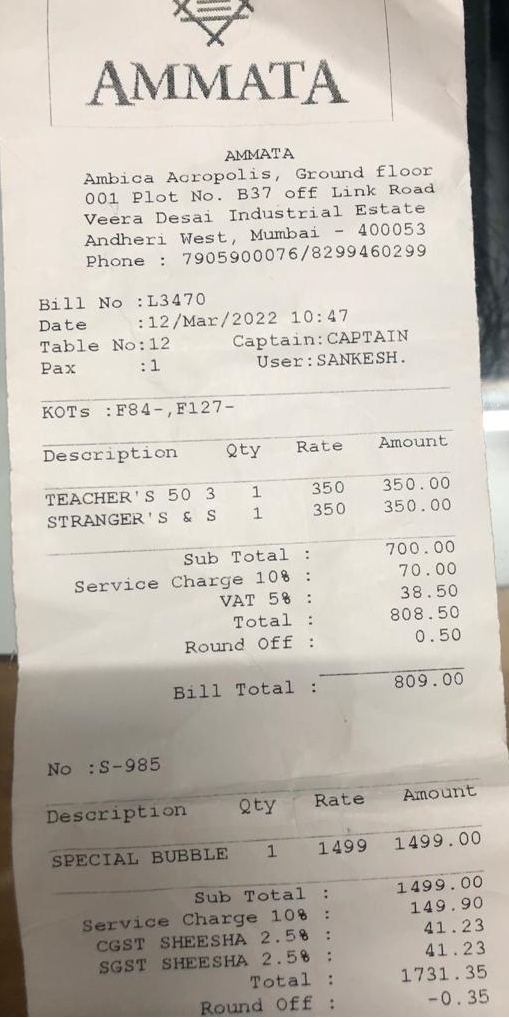 AMMATA
AMMATA
Ambica Acropolis, Ground floor
001 Plot No. B37 off Link Road
Veera Desai Industrial Estate
Andheri West, Mumbai - 400053
Phone : 7905900076/8299460299
Bill No :L3470
Date :12/Mar/2022 10:47
Table No:12 Captain:CAPTAIN
Pax :1 User:SANKESH.
KOTs :F84-,F127-
Description Qty Rate Amount
TEACHER'S 50 3 1 350 350.00
STRANGER'S & S 1 350 350.00
Sub Total : 700.00
Service Charge 10% : 70.00
VAT 5% : 38.50
Total : 808.50
Round Off : 0.50
Bill Total : 809.00
No :S-985
Description Qty Rate Amount
SPECIAL BUBBLE 1 1499 1499.00
Sub Total : 1499.00
Service Charge 10% : 149.90
CGST SHEESHA 2.5% : 41.23
SGST SHEESHA 2.5% : 41.23
Total : 1731.35
Round Off : -0.35